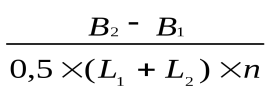 B₂ - B₁
0,5 ×(L₁ + L₂) ×n